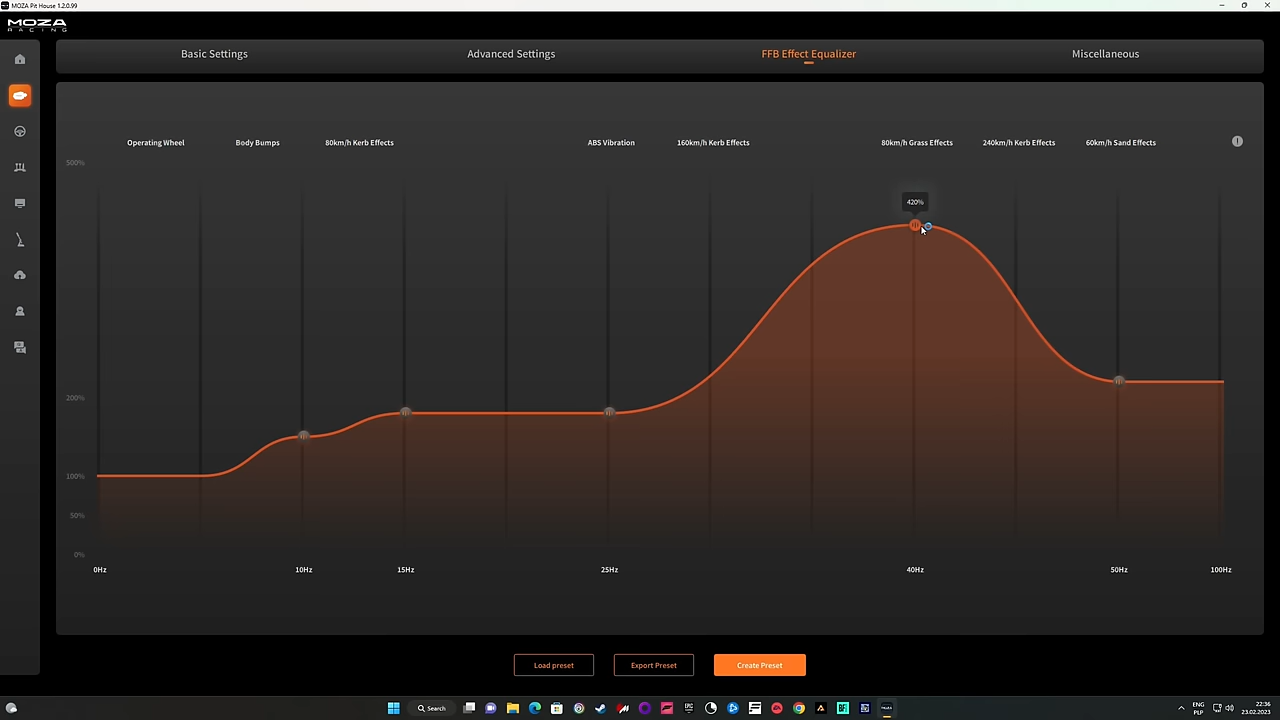 MOZA Pit House 1.2.0.99
MOZA
RACING
Basic Settings
Advanced Settings
FFB Effect Equalizer
Miscellaneous
Operating Wheel
Body Bumps
80km/h Kerb Effects
ABS Vibration
160km/h Kerb Effects
80km/h Grass Effects
240km/h Kerb Effects
60km/h Sand Effects
500%
420%
200%
100%
50%
0%
0Hz
10Hz
15Hz
25Hz
40Hz
50Hz
100Hz
Load preset
Export Preset
Create Preset
Search
ENG
PLP
22:36
23.02.2023